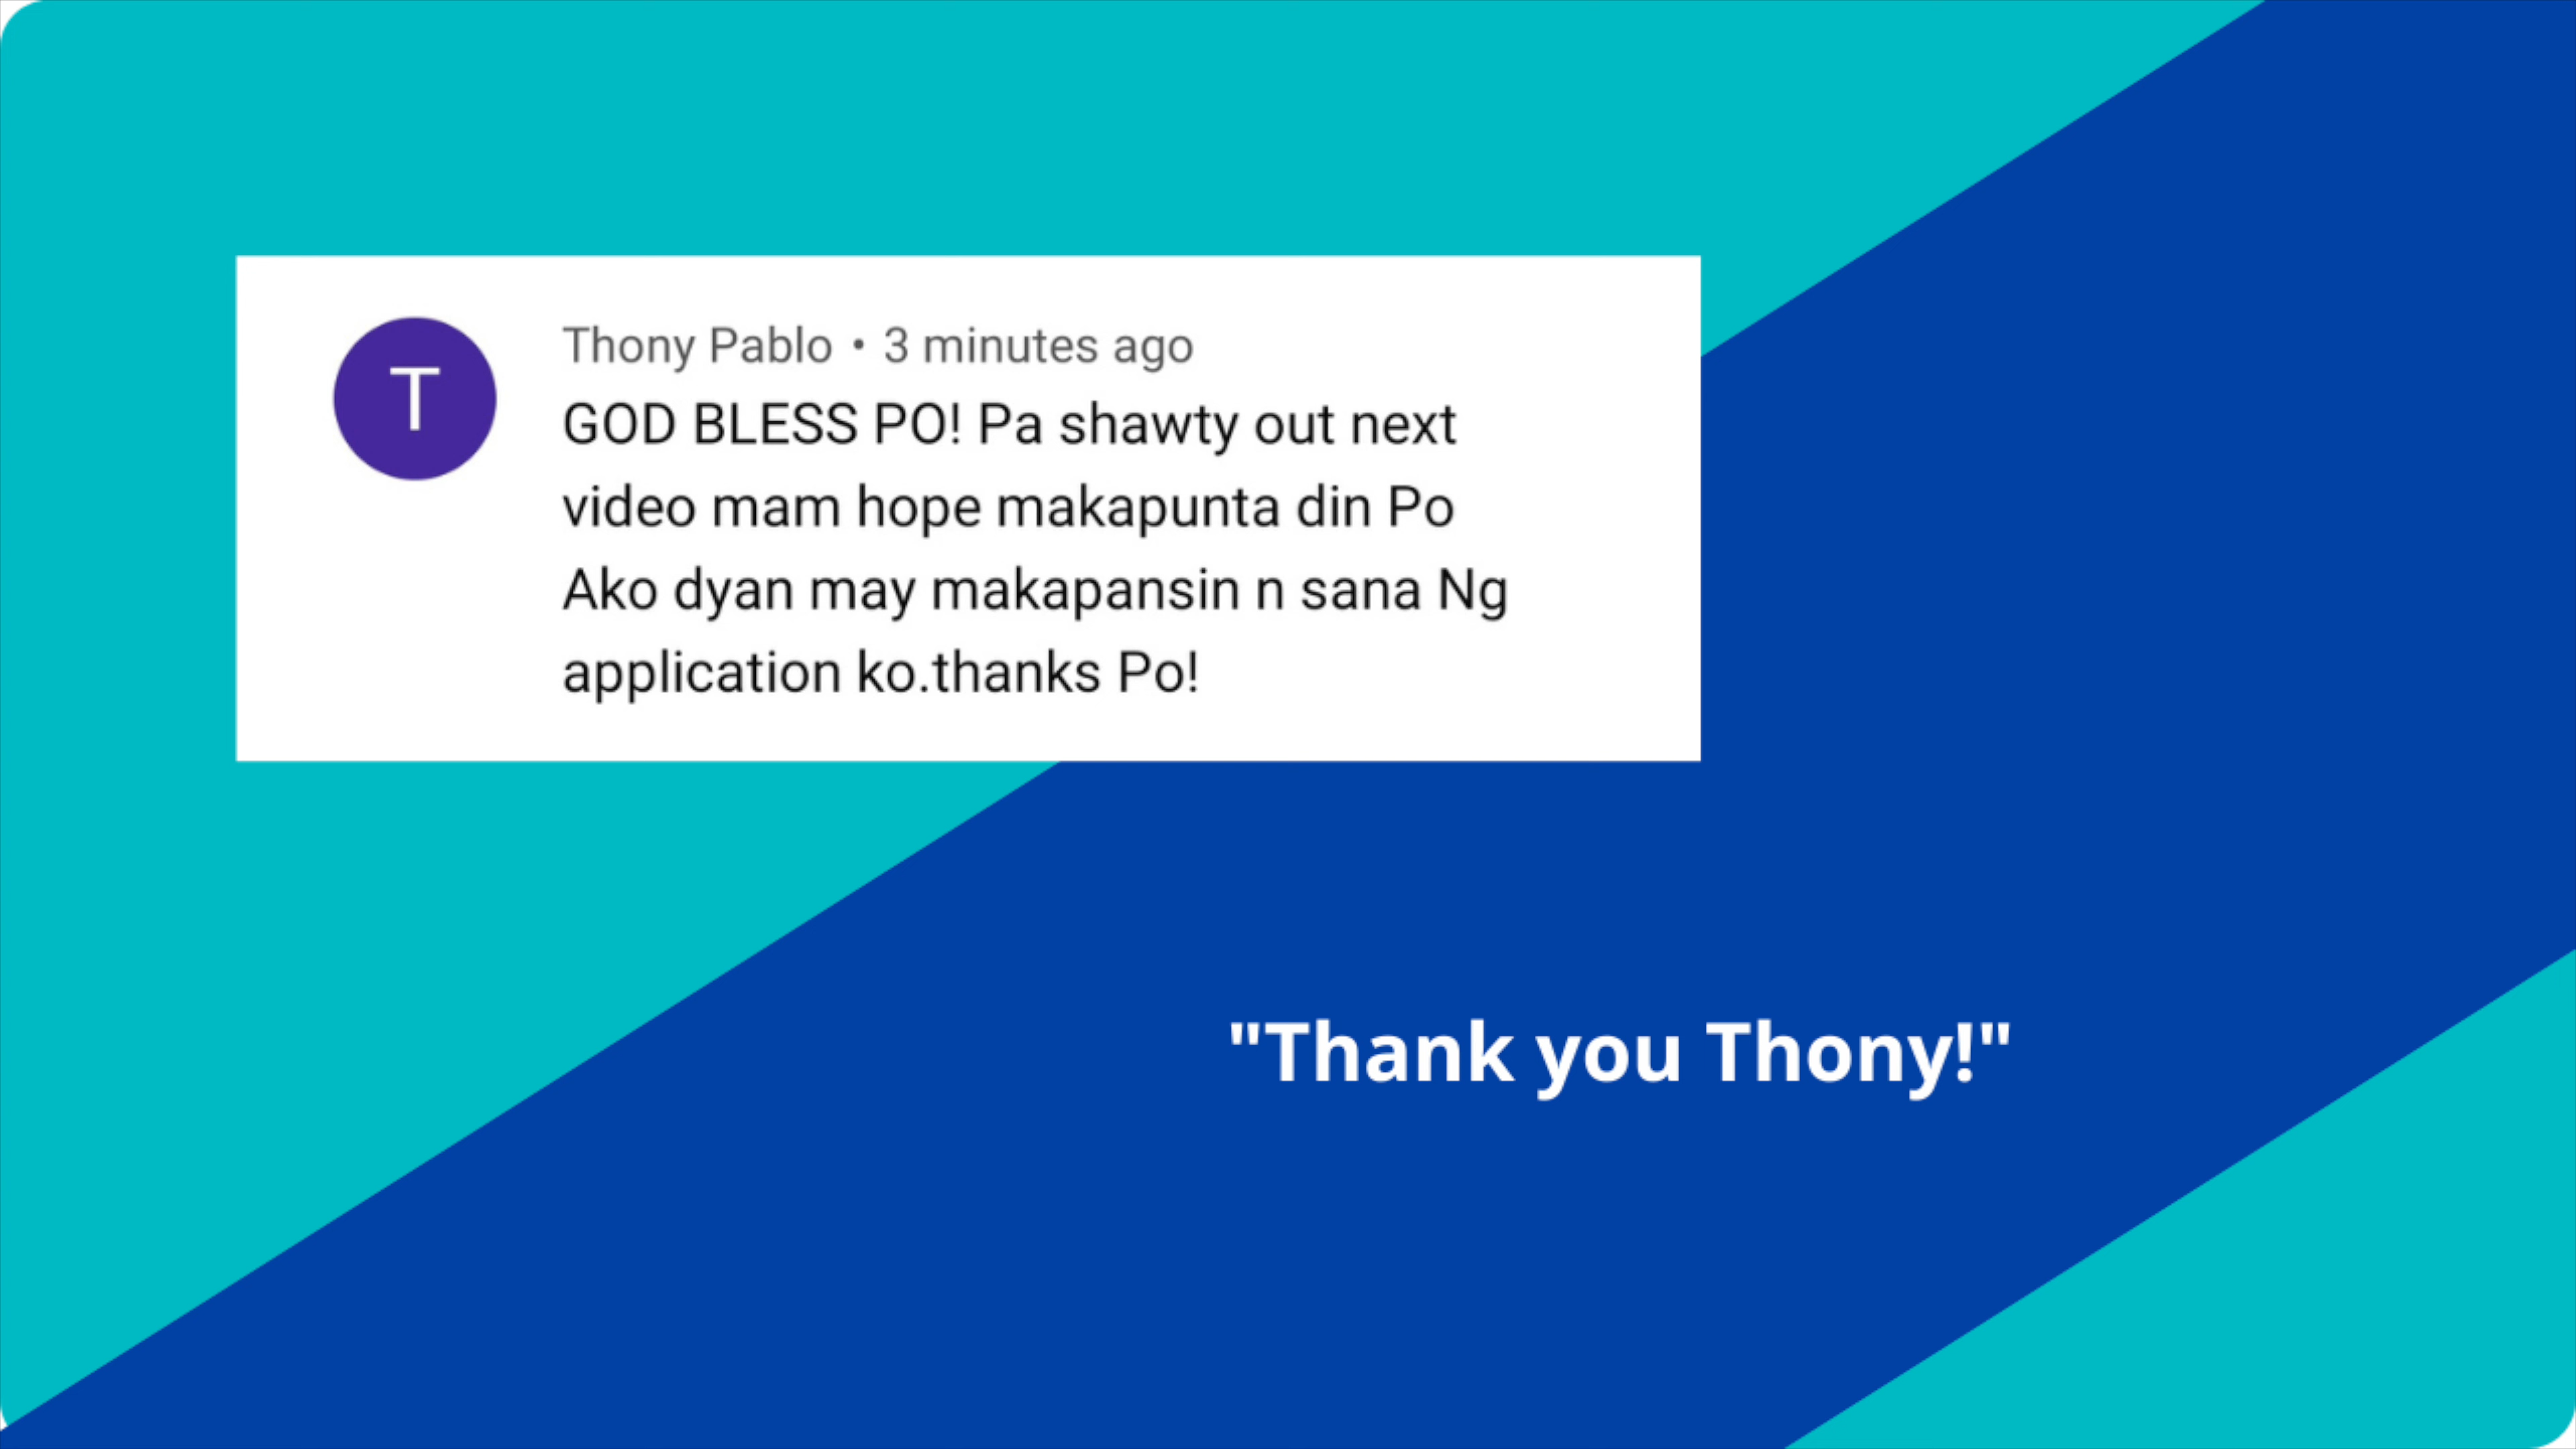 T
Thony Pablo • 3 minutes ago
GOD BLESS PO! Pa shawty out next
video mam hope makapunta din Po
Ako dyan may makapansin n sana Ng
application ko.thanks Po!
"Thank you Thony!"